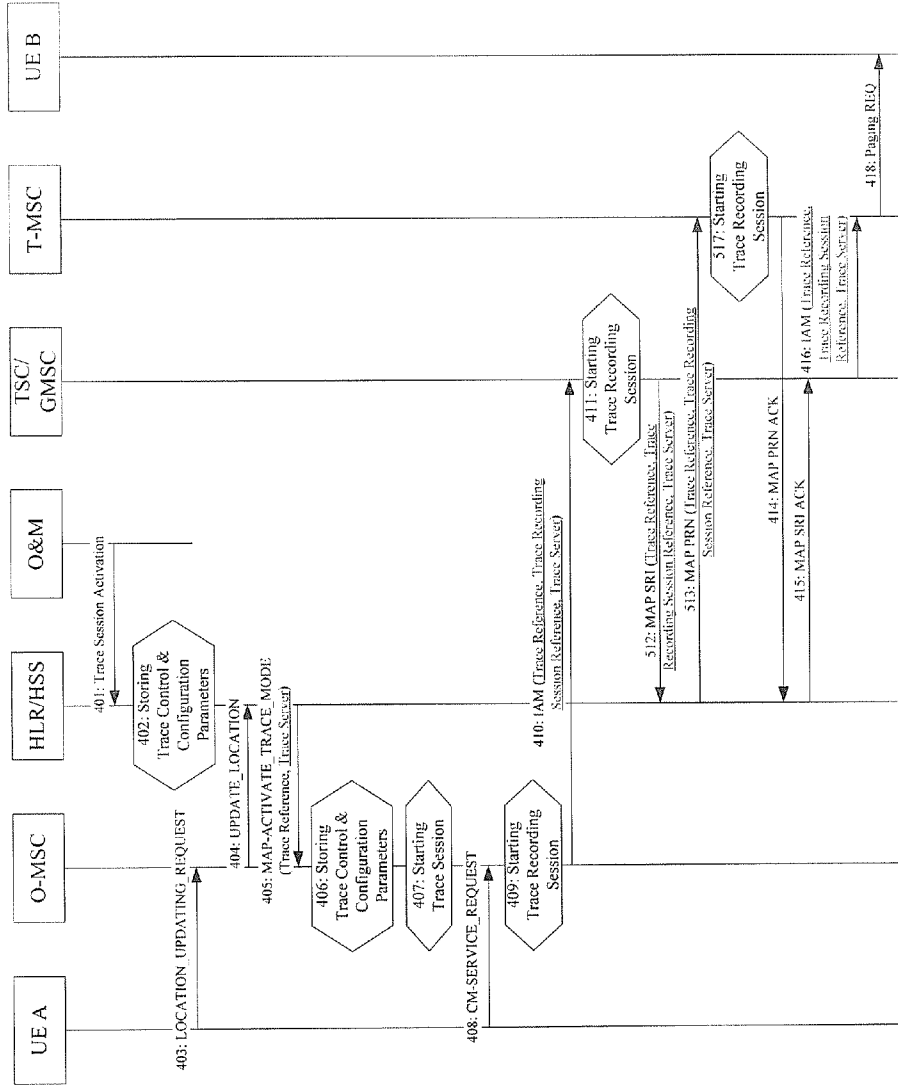 UE A
O-MSC
HLR/HSS
O&M
TSC/
GMSC
T-MSC
UE B
401: Trace Session Activation
402: Storing
Trace Control &
Configuration
Parameters
403: LOCATION_UPDATING_REQUEST
404: UPDATE_LOCATION
405: MAP-ACTIVATE_TRACE_MODE
(Trace Reference, Trace Server)
406: Storing
Trace Control &
Configuration
Parameters
407: Starting
Trace Session
408: CM-SERVICE_REQUEST
409: Starting
Trace Recording
Session
410: IAM (Trace Reference, Trace Recording
Session Reference, Trace Server)
411: Starting
Trace Recording
Session
512: MAP SRI (Trace Reference, Trace
Recording Session Reference, Trace Server)
513: MAP PRN (Trace Reference, Trace Recording
Session Reference, Trace Server)
517: Starting
Trace Recording
Session
414: MAP PRN ACK
415: MAP SRI ACK
416: IAM (Trace Reference,
Trace Recording Session
Reference, Trace Server)
418: Paging REQ